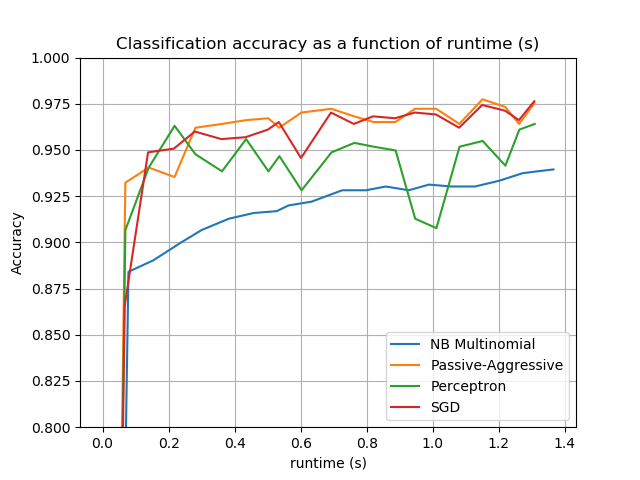 Classification accuracy as a function of runtime (s)
1.000
0.975
0.950
0.925
0.900
0.875
0.850
0.825
0.800
Accuracy
NB Multinomial
Passive-Aggressive
Perceptron
SGD
0.0 0.2 0.4 0.6 0.8 1.0 1.2 1.4
runtime (s)